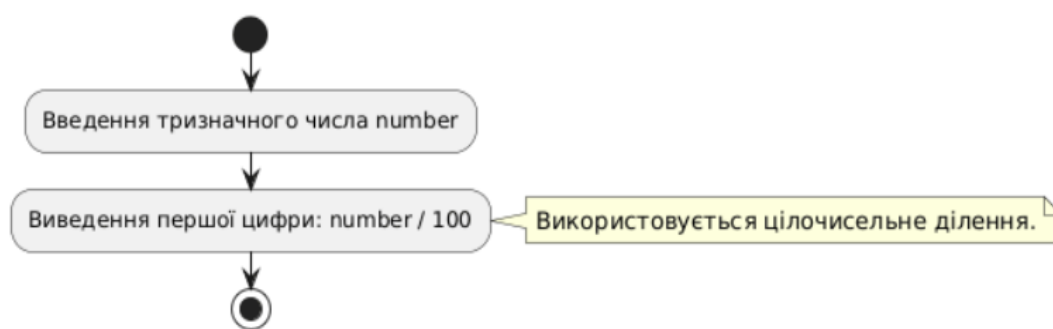 Введення тризначного числа number
Виведення першої цифри: number / 100
Використовується цілочисельне ділення.